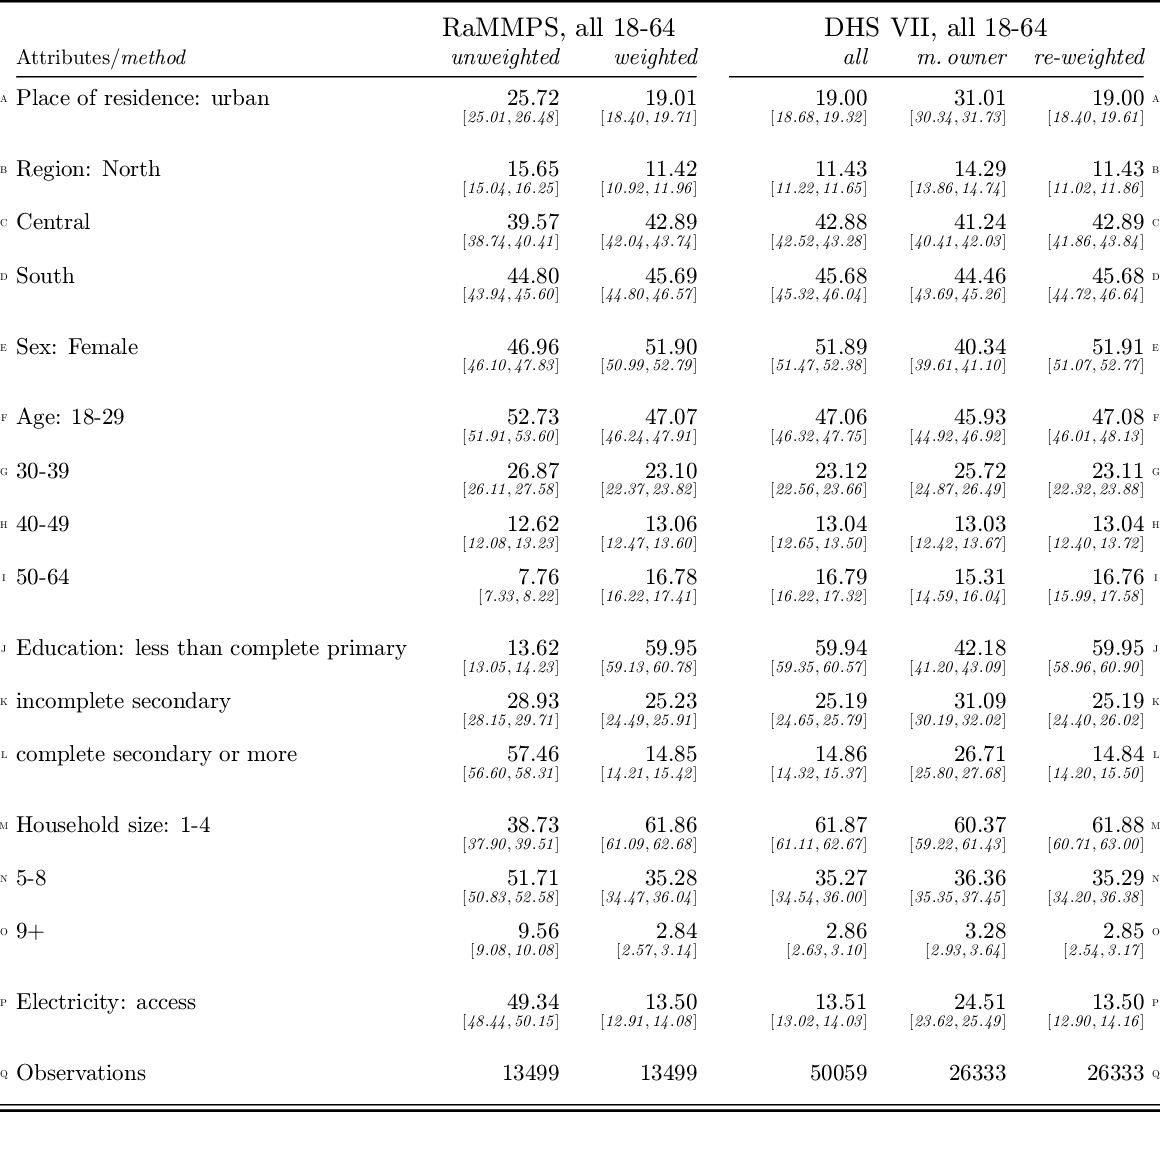 RaMMPS, all 18-64 DHS VII, all 18-64
Attributes/method unweighted weighted all m. owner re-weighted
A Place of residence: urban 25.72 19.01 19.00 31.01 19.00 A
[25.01, 26.48] [18.40, 19.71] [18.68, 19.32] [30.34, 31.73] [18.40, 19.61]
B Region: North 15.65 11.42 11.43 14.29 11.43 B
[15.04, 16.25] [10.92, 11.96] [11.22, 11.65] [13.86, 14.74] [11.02, 11.86]
C Central 39.57 42.89 42.88 41.24 42.89 C
[38.74, 40.41] [42.04, 43.74] [42.52, 43.28] [40.41, 42.03] [41.86, 43.84]
D South 44.80 45.69 45.68 44.46 45.68 D
[43.94, 45.60] [44.80, 46.57] [45.32, 46.04] [43.69, 45.26] [44.72, 46.64]
E Sex: Female 46.96 51.90 51.89 40.34 51.91 E
[46.10, 47.83] [50.99, 52.79] [51.47, 52.38] [39.61, 41.10] [51.07, 52.77]
F Age: 18-29 52.73 47.07 47.06 45.93 47.08 F
[51.91, 53.60] [46.24, 47.91] [46.32, 47.75] [44.92, 46.92] [46.01, 48.13]
G 30-39 26.87 23.10 23.12 25.72 23.11 G
[26.11, 27.58] [22.37, 23.82] [22.56, 23.66] [24.87, 26.49] [22.32, 23.88]
H 40-49 12.62 13.06 13.04 13.03 13.04 H
[12.08, 13.23] [12.47, 13.60] [12.65, 13.50] [12.42, 13.67] [12.40, 13.72]
I 50-64 7.76 16.78 16.79 15.31 16.76 I
[7.33, 8.22] [16.22, 17.41] [16.22, 17.32] [14.59, 16.04] [15.99, 17.58]
J Education: less than complete primary 13.62 59.95 59.94 42.18 59.95 J
[13.05, 14.23] [59.13, 60.78] [59.35, 60.57] [41.20, 43.09] [58.96, 60.90]
K incomplete secondary 28.93 25.23 25.19 31.09 25.19 K
[28.15, 29.71] [24.49, 25.91] [24.65, 25.79] [30.19, 32.02] [24.40, 26.02]
L complete secondary or more 57.46 14.85 14.86 26.71 14.84 L
[56.60, 58.31] [14.21, 15.42] [14.32, 15.37] [25.80, 27.68] [14.20, 15.50]
M Household size: 1-4 38.73 61.86 61.87 60.37 61.88 M
[37.90, 39.51] [61.09, 62.68] [61.11, 62.67] [59.22, 61.43] [60.71, 63.00]
N 5-8 51.71 35.28 35.27 36.36 35.29 N
[50.83, 52.58] [34.47, 36.04] [34.54, 36.00] [35.35, 37.45] [34.20, 36.38]
O 9+ 9.56 2.84 2.86 3.28 2.85 O
[9.08, 10.08] [2.57, 3.14] [2.63, 3.10] [2.93, 3.64] [2.54, 3.17]
P Electricity: access 49.34 13.50 13.51 24.51 13.50 P
[48.44, 50.15] [12.91, 14.08] [13.02, 14.03] [23.62, 25.49] [12.90, 14.16]
Q Observations 13499 13499 50059 26333 26333 Q